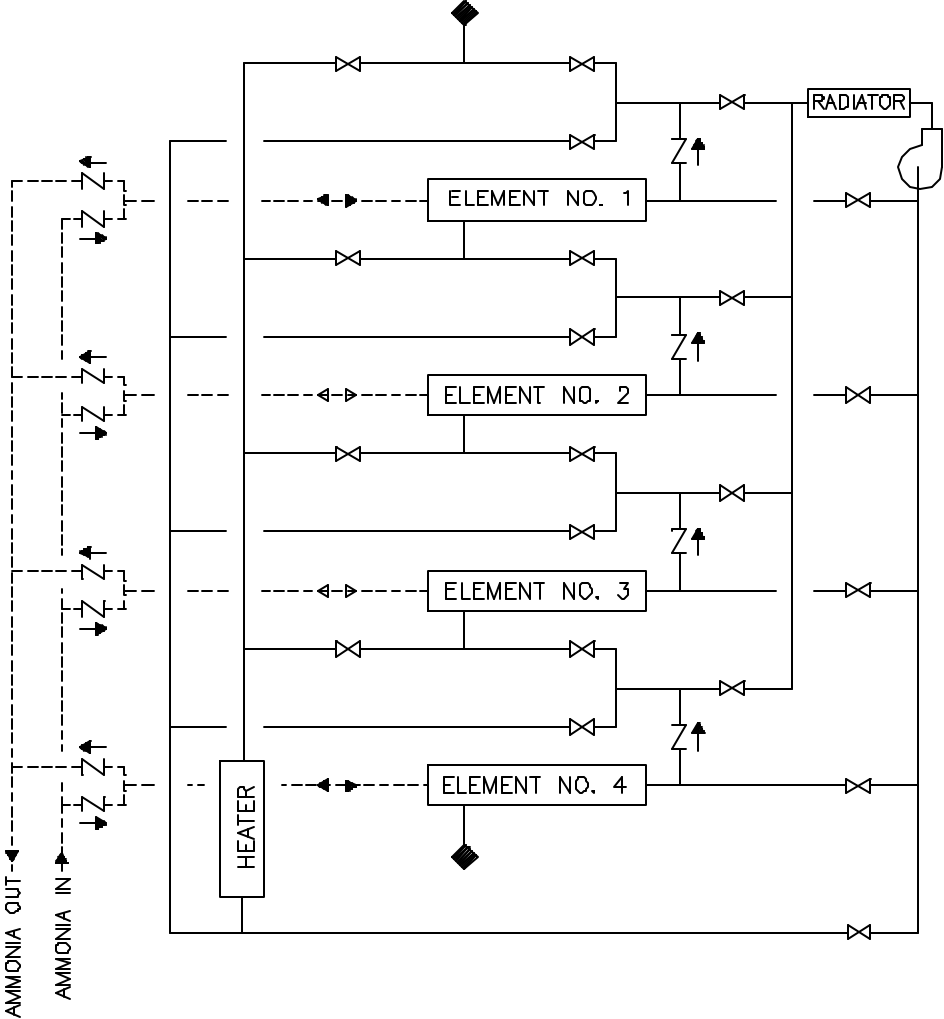 RADIATOR
ELEMENT NO. 1
ELEMENT NO. 2
ELEMENT NO. 3
ELEMENT NO. 4
HEATER
AMMONIA OUT
AMMONIA IN